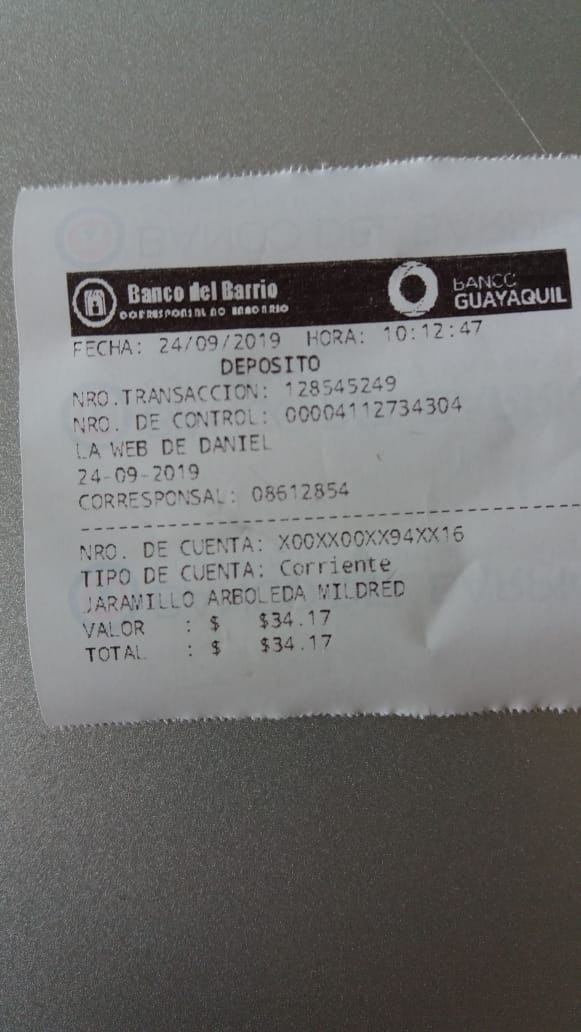 Banco del Barrio
CORRESPONSAL NO BANCARIO
BANCO
GUAYAQUIL
FECHA: 24/09/2019 HORA: 10:12:47
DEPOSITO
NRO.TRANSACCION: 128545249
NRO. DE CONTROL: 00004112734304
LA WEB DE DANIEL
24-09-2019
CORRESPONSAL: 08612854
NRO. DE CUENTA: X00XX00XX94XX16
TIPO DE CUENTA: Corriente
JARAMILLO ARBOLEDA MILDRED
VALOR : $ $34.17
TOTAL : $ $34.17